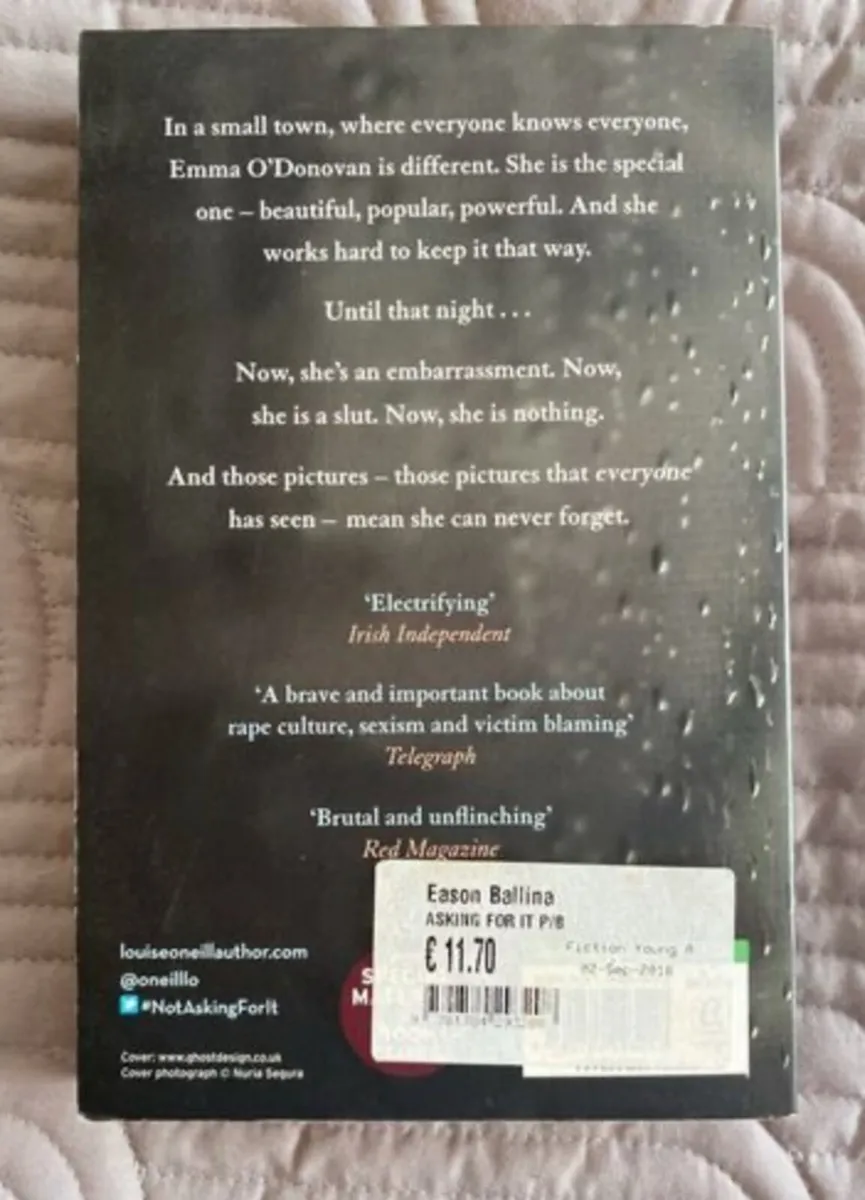 In a small town, where everyone knows everyone,
Emma O'Donovan is different. She is the special
one – beautiful, popular, powerful. And she
works hard to keep it that way.
Until that night . . .
Now, she's an embarrassment. Now,
she is a slut. Now, she is nothing.
And those pictures – those pictures that everyone
has seen – mean she can never forget.
'Electrifying'
Irish Independent
'A brave and important book about
rape culture, sexism and victim blaming'
Telegraph
'Brutal and unflinching'
Red Magazine
Eason Ballina
ASKING FOR IT P/B
€ 11.70
Fiction Young A
02-Sep-2016
louiseoneillauthor.com
@oneilllo
#NotAskingForIt
Cover: www.ghostdesign.co.uk
Cover photograph © Nuria Segura